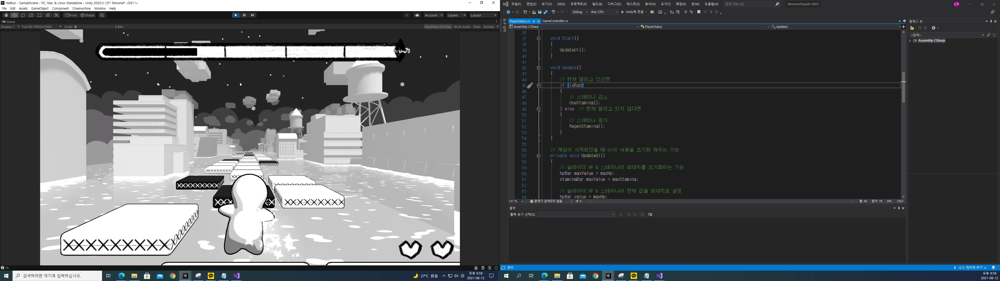 WeRun - SampleScene - PC, Mac & Linux Standalone - Unity 2020.3.12f1 Personal* <DX11>
File Edit Assets GameObject Component Cinemachine Window Help
Pivot Global
Account Layers Layout
Game
Display 1 Full HD (1920x1080) Scale 0.84x
Maximize On Play Mute Audio Stats Gizmos
15
검색하려면 여기에 입력하십시오.
27°C 맑음
오후 9:59
2021-08-12
파일(F) 편집(E) 보기(V) Git(G) 프로젝트(P) 빌드(B) 디버그(D) 테스트(S) 분석(N) 도구(T) 확장(X) 창(W) 도움말(H) 검색 (Ctrl+Q) MonsterRoyale 0803
Debug Any CPU Unity에 연결
PlayerStatus.cs GameController.cs
Assembly-CSharp PlayerStatus Update()
36
37 void Start()
38 {
39 UpdateUI();
40 }
41
42 void Update()
43 {
44 // 현재 달리고 있으면
45 if (isRun)
46 {
47 // 스테미나 감소
48 UseStamina();
49 } else // 현재 달리고 있지 않다면
50 {
51 // 스테미나 증가
52 RegenStamina();
53 }
54 }
55
56 // 게임이 시작되었을 때 UI의 내용을 초기화 해주는 기능
57 private void UpdateUI()
58 {
59 // 슬라이더 HP & 스테미나의 최대치를 초기화하는 기능
60 hpBar.maxValue = maxHp;
61 staminaBar.maxValue = maxStamina;
62
63 // 슬라이더 HP & 스테미나의 현재 값을 최대치로 설정
64 hpBar.value = maxHp;
141 % 문제가 검색되지 않음 줄: 45 문자: 19 SPC CRLF
출력
출력 보기 선택(S):
클래스 뷰
<검색>
Assembly-CSharp
준비 소스 제어에 추가
오후 9:59
2021-08-12